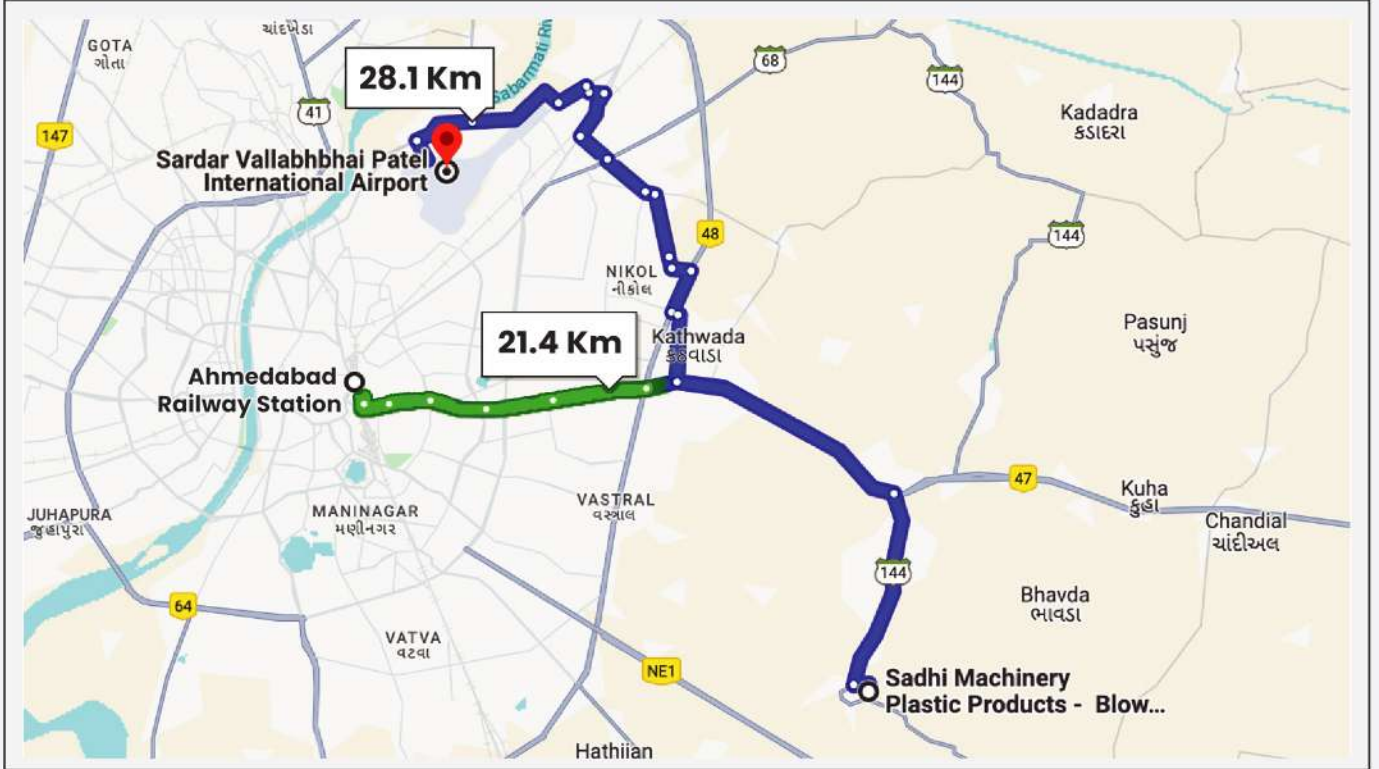 ચાંદખેડા
GOTA
ગોતા
28.1 Km
Sabarmati Ri
68
144
41
Kadadra
કડાદરા
147
Sardar Vallabhbhai Patel
International Airport
48
144
NIKOL
નીકોલ
Pasunj
પસુંજ
21.4 Km
Kathwada
કઠવાડા
Ahmedabad
Railway Station
47
Kuha
કુહા
Chandial
ચાંદીઅલ
JUHAPURA
જુહાપુરા
MANINAGAR
મણીનગર
VASTRAL
વસ્ત્રાલ
144
Bhavda
ભાવડા
64
VATVA
વટવા
NE1
Sadhi Machinery
Plastic Products - Blow...
Hathijan